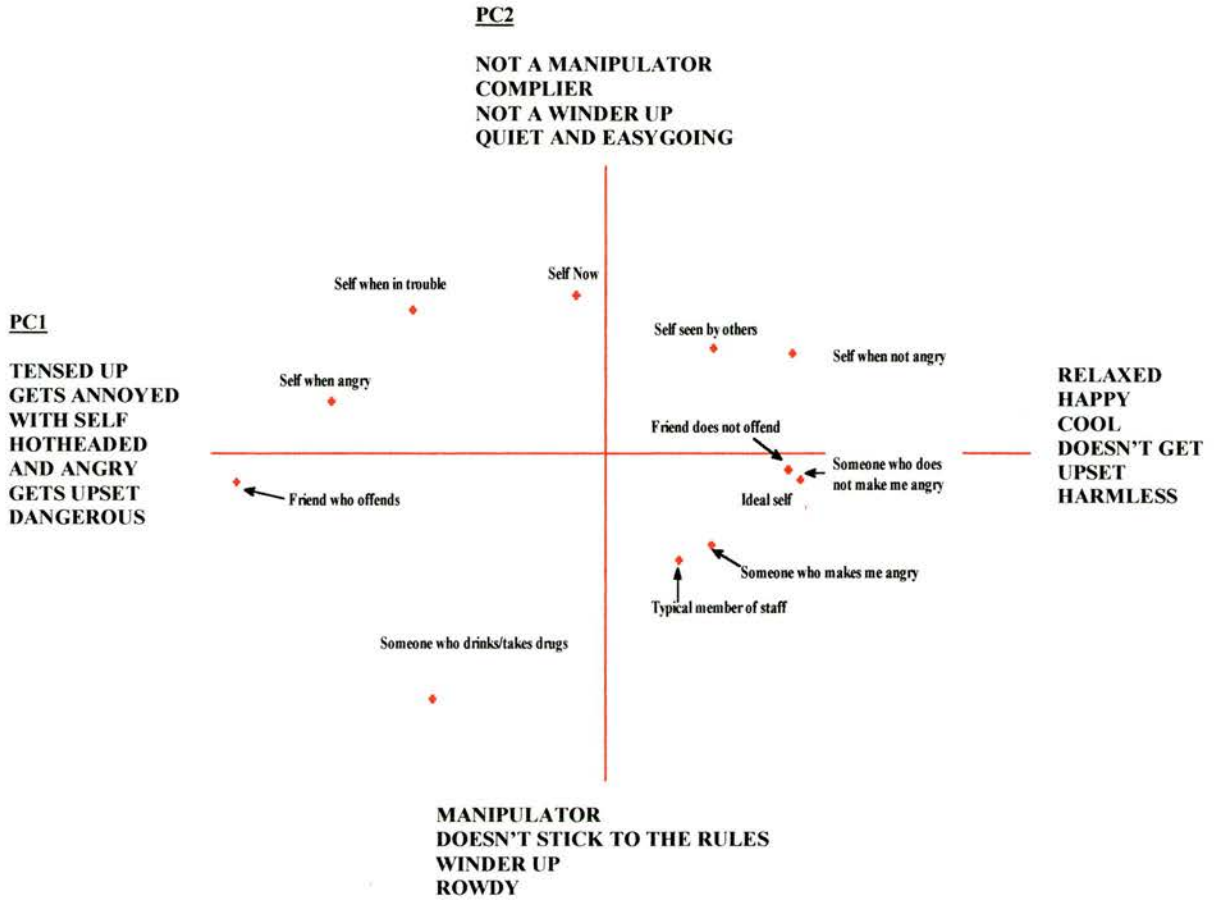 PC2
NOT A MANIPULATOR
COMPLIER
NOT A WINDER UP
QUIET AND EASYGOING
Self Now
Self when in trouble
PC1
Self seen by others
Self when not angry
TENSED UP
GETS ANNOYED
WITH SELF
HOTHEADED
AND ANGRY
GETS UPSET
DANGEROUS
Self when angry
RELAXED
HAPPY
COOL
DOESN'T GET
UPSET
HARMLESS
Friend does not offend
Someone who does
not make me angry
Friend who offends
Ideal self
Someone who makes me angry
Typical member of staff
Someone who drinks/takes drugs
MANIPULATOR
DOESN'T STICK TO THE RULES
WINDER UP
ROWDY